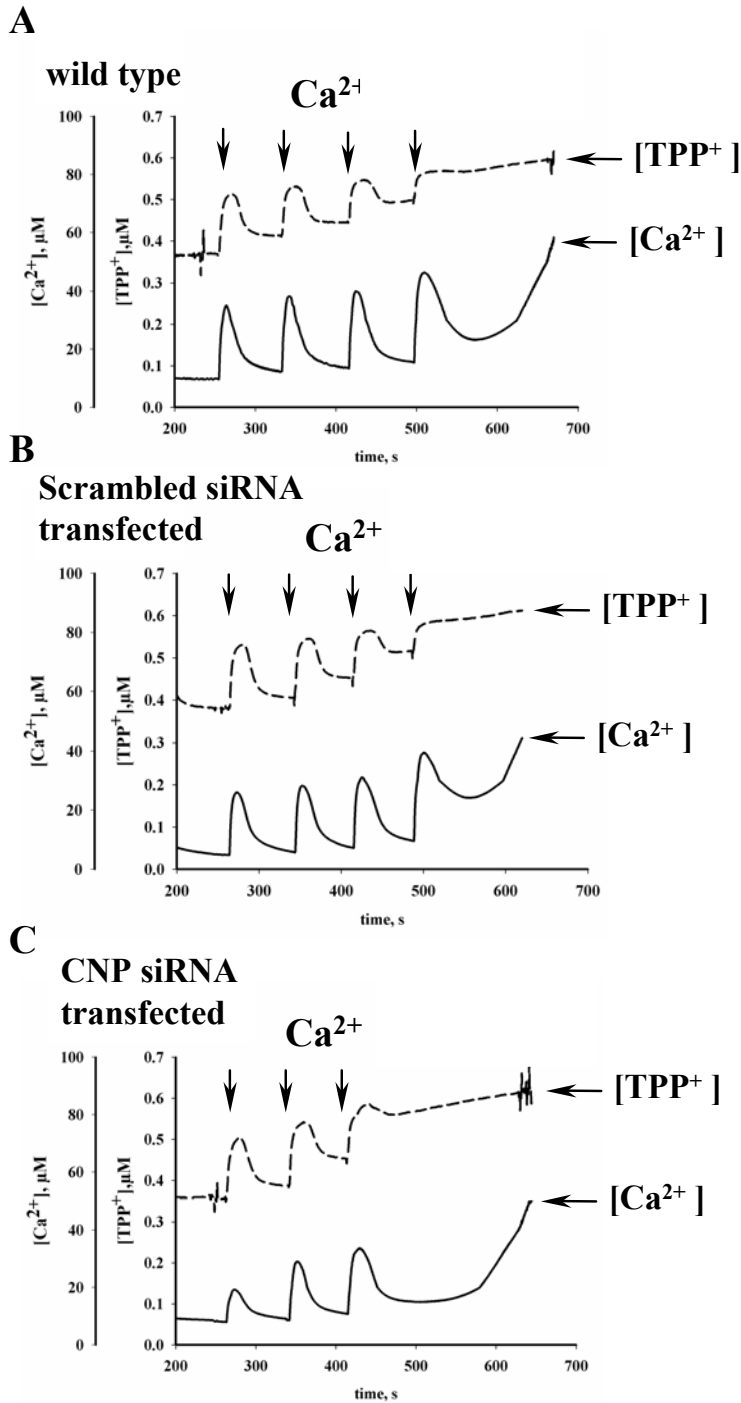 A
wild type
Ca2+
[Ca2+], µM
[TPP+],µM
100
80
60
40
20
0
0.7
0.6
0.5
0.4
0.3
0.2
0.1
0.0
[TPP+ ]
[Ca2+ ]
200 300 400 500 600 700
time, s
B
Scrambled siRNA
transfected
Ca2+
[Ca2+], µM
[TPP+],µM
100
80
60
40
20
0
0.7
0.6
0.5
0.4
0.3
0.2
0.1
0.0
[TPP+ ]
[Ca2+ ]
200 300 400 500 600 700
time, s
C
CNP siRNA
transfected
Ca2+
[Ca2+], µM
[TPP+],µM
100
80
60
40
20
0
0.7
0.6
0.5
0.4
0.3
0.2
0.1
0.0
[TPP+ ]
[Ca2+ ]
200 300 400 500 600 700
time, s